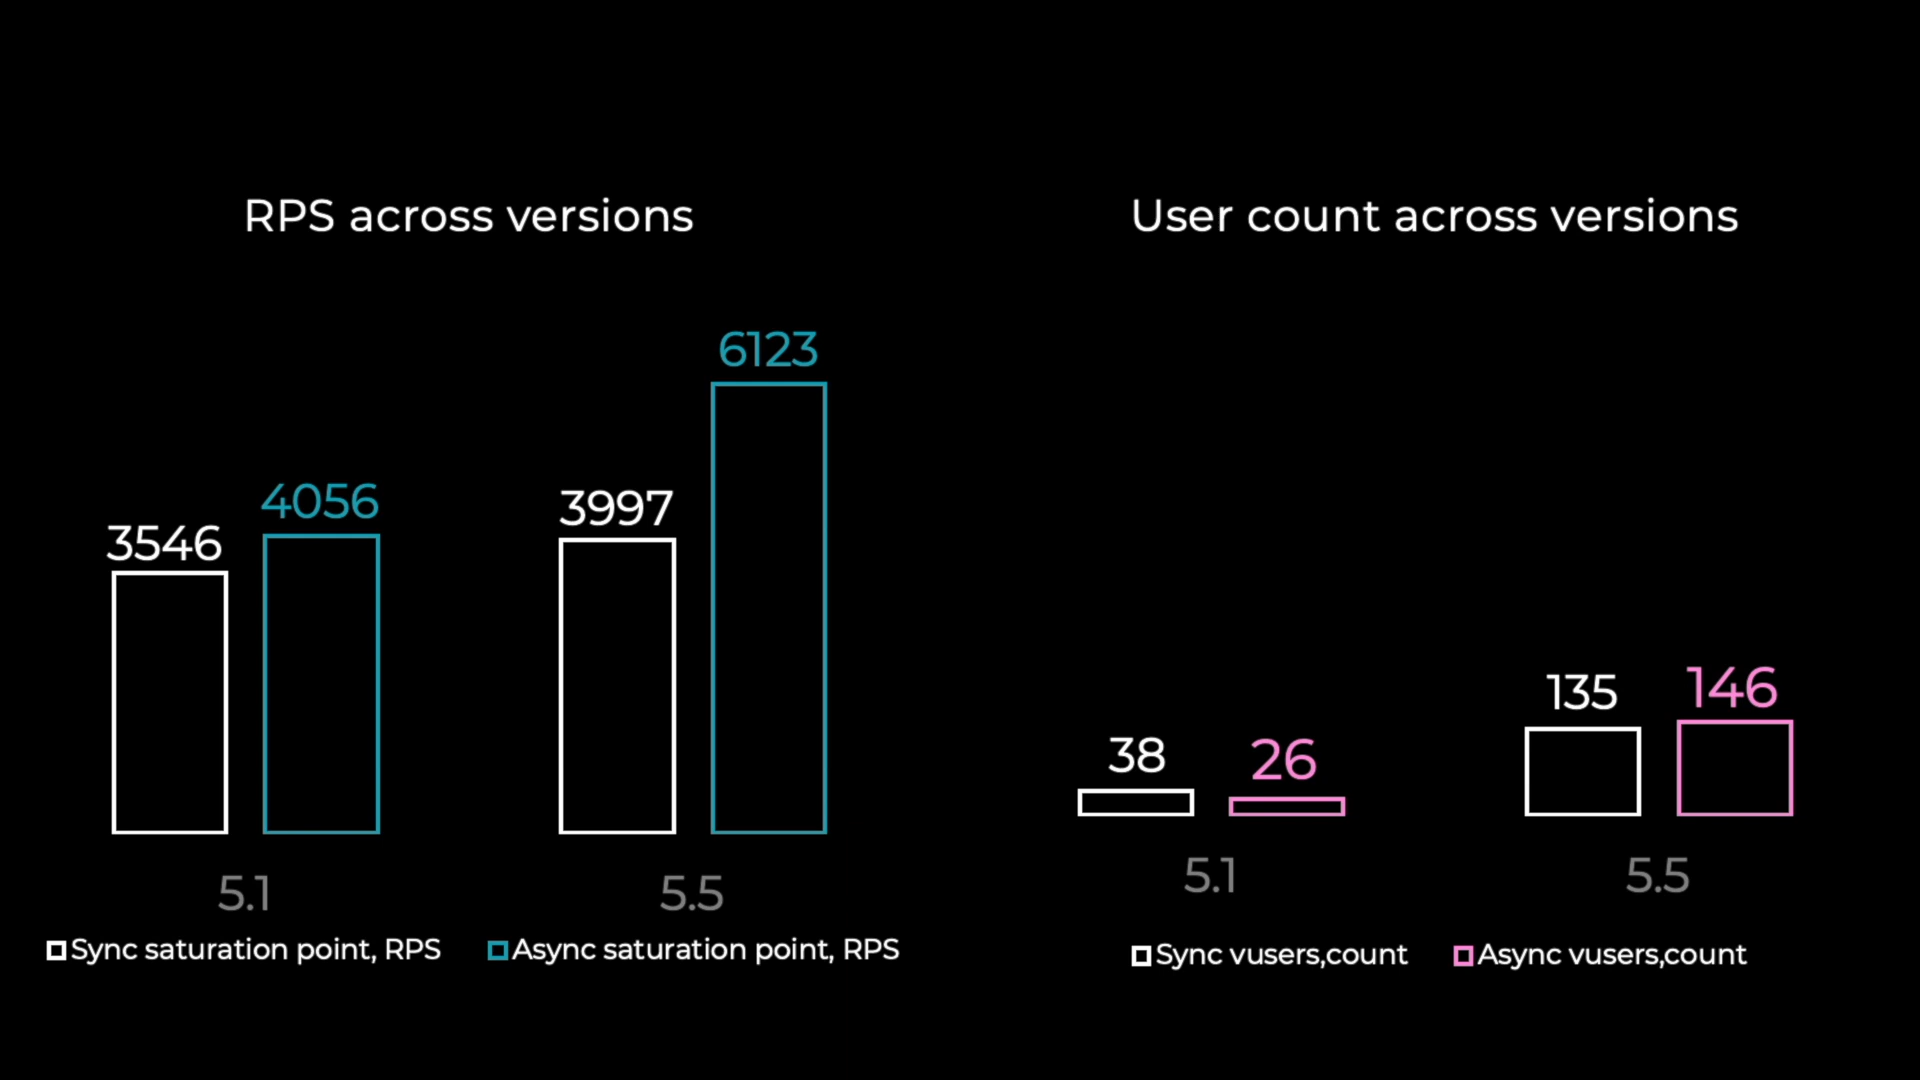 RPS across versions
3546
4056
3997
6123
5.1
5.5
Sync saturation point, RPS
Async saturation point, RPS
User count across versions
38
26
135
146
5.1
5.5
Sync vusers,count
Async vusers,count